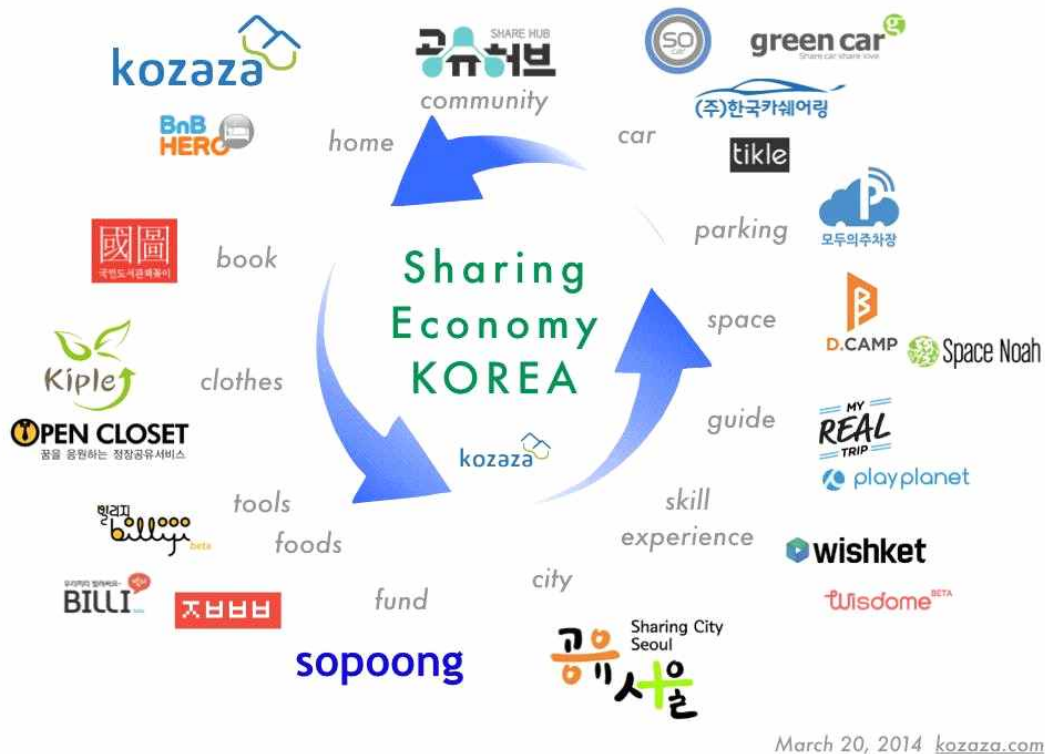 kozaza
공유허브
SHARE HUB
community
SO
car
green car
g
Share car share love
(주)한국카쉐어링
BnB
HERO
home
car
tikle
parking
P
모두의주차장
國圖
국민도서관책꽂이
book
Sharing
Economy
KOREA
space
D.CAMP
Space Noah
Kiple
clothes
OPEN CLOSET
꿈을 응원하는 정장공유서비스
kozaza
guide
MY
REAL
TRIP
playplanet
tools
빌리지
billiji
beta
foods
skill
experience
wishket
WisdomeBETA
BILLI
ㅈㅂㅂㅂ
fund
city
sopoong
공유서울
Sharing City
Seoul
March 20, 2014 kozaza.com